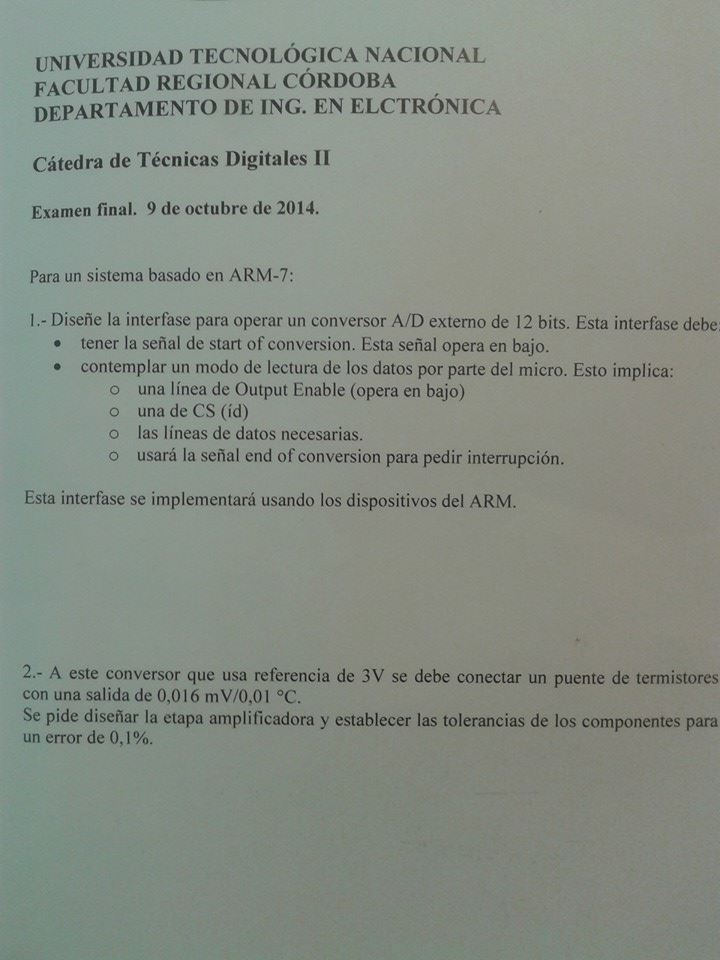 UNIVERSIDAD TECNOLÓGICA NACIONAL
FACULTAD REGIONAL CÓRDOBA
DEPARTAMENTO DE ING. EN ELCTRÓNICA
Cátedra de Técnicas Digitales II
Examen final. 9 de octubre de 2014.
Para un sistema basado en ARM-7:
1.- Diseñe la interfase para operar un conversor A/D externo de 12 bits. Esta interfase debe:
• tener la señal de start of conversion. Esta señal opera en bajo.
• contemplar un modo de lectura de los datos por parte del micro. Esto implica:
○ una línea de Output Enable (opera en bajo)
○ una de CS (íd)
○ las líneas de datos necesarias.
○ usará la señal end of conversion para pedir interrupción.
Esta interfase se implementará usando los dispositivos del ARM.
2.- A este conversor que usa referencia de 3V se debe conectar un puente de termistores
con una salida de 0,016 mV/0,01 °C.
Se pide diseñar la etapa amplificadora y establecer las tolerancias de los componentes para
un error de 0,1%.